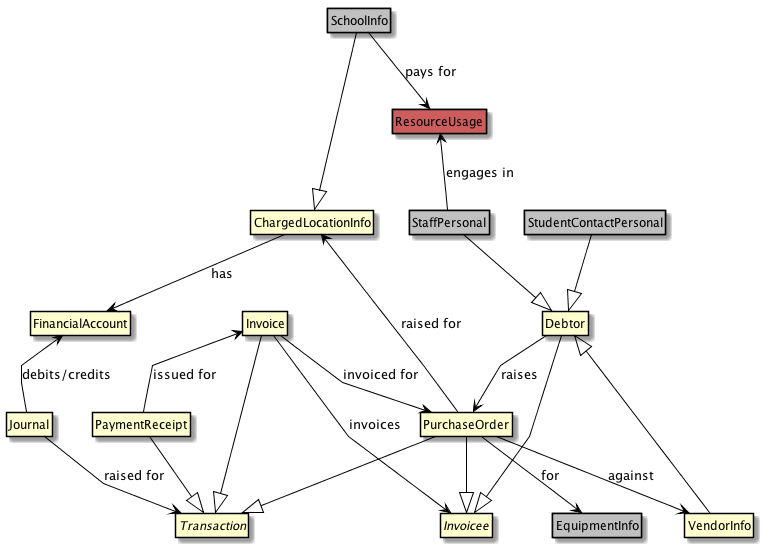 SchoolInfo
pays for
ResourceUsage
engages in
ChargedLocationInfo
StaffPersonal
StudentContactPersonal
has
FinancialAccount
Invoice
raised for
Debtor
debits/credits
issued for
invoiced for
raises
Journal
PaymentReceipt
invoices
PurchaseOrder
raised for
for
against
Transaction
Invoicee
EquipmentInfo
VendorInfo